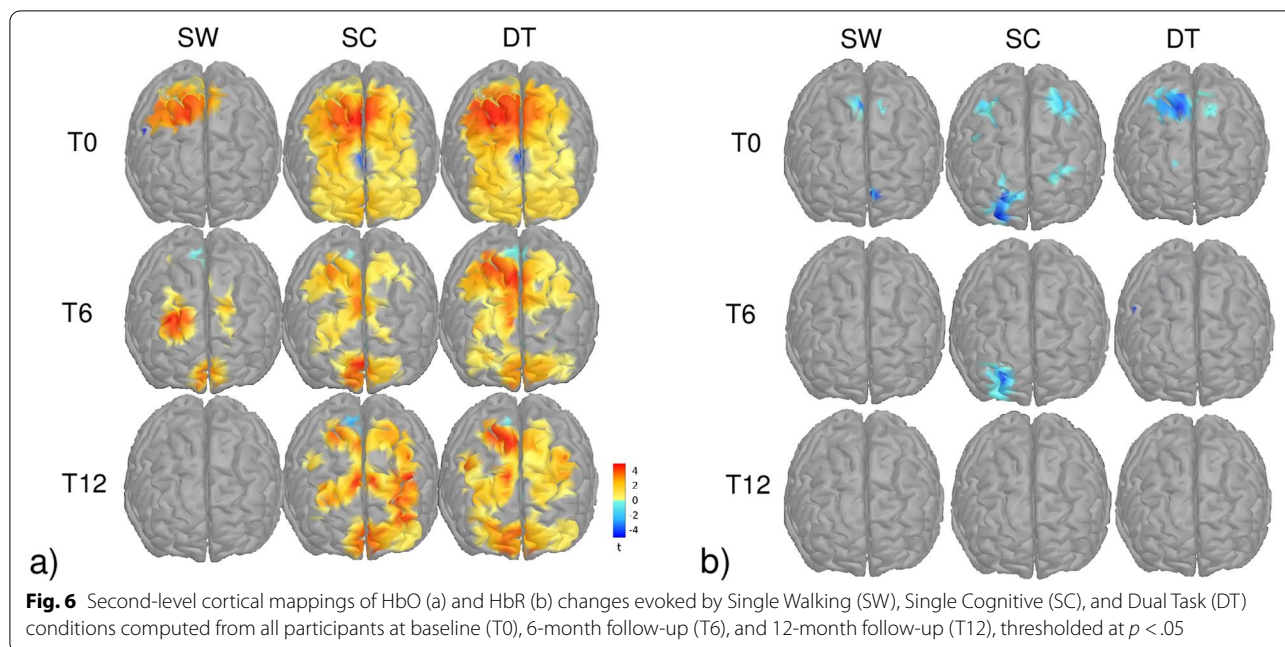 SW SC DT
T0
T6
T12
4
2
0
-2
-4
t
a)
SW SC DT
T0
T6
T12
b)
Fig. 6 Second-level cortical mappings of HbO (a) and HbR (b) changes evoked by Single Walking (SW), Single Cognitive (SC), and Dual Task (DT)
conditions computed from all participants at baseline (T0), 6-month follow-up (T6), and 12-month follow-up (T12), thresholded at p < .05